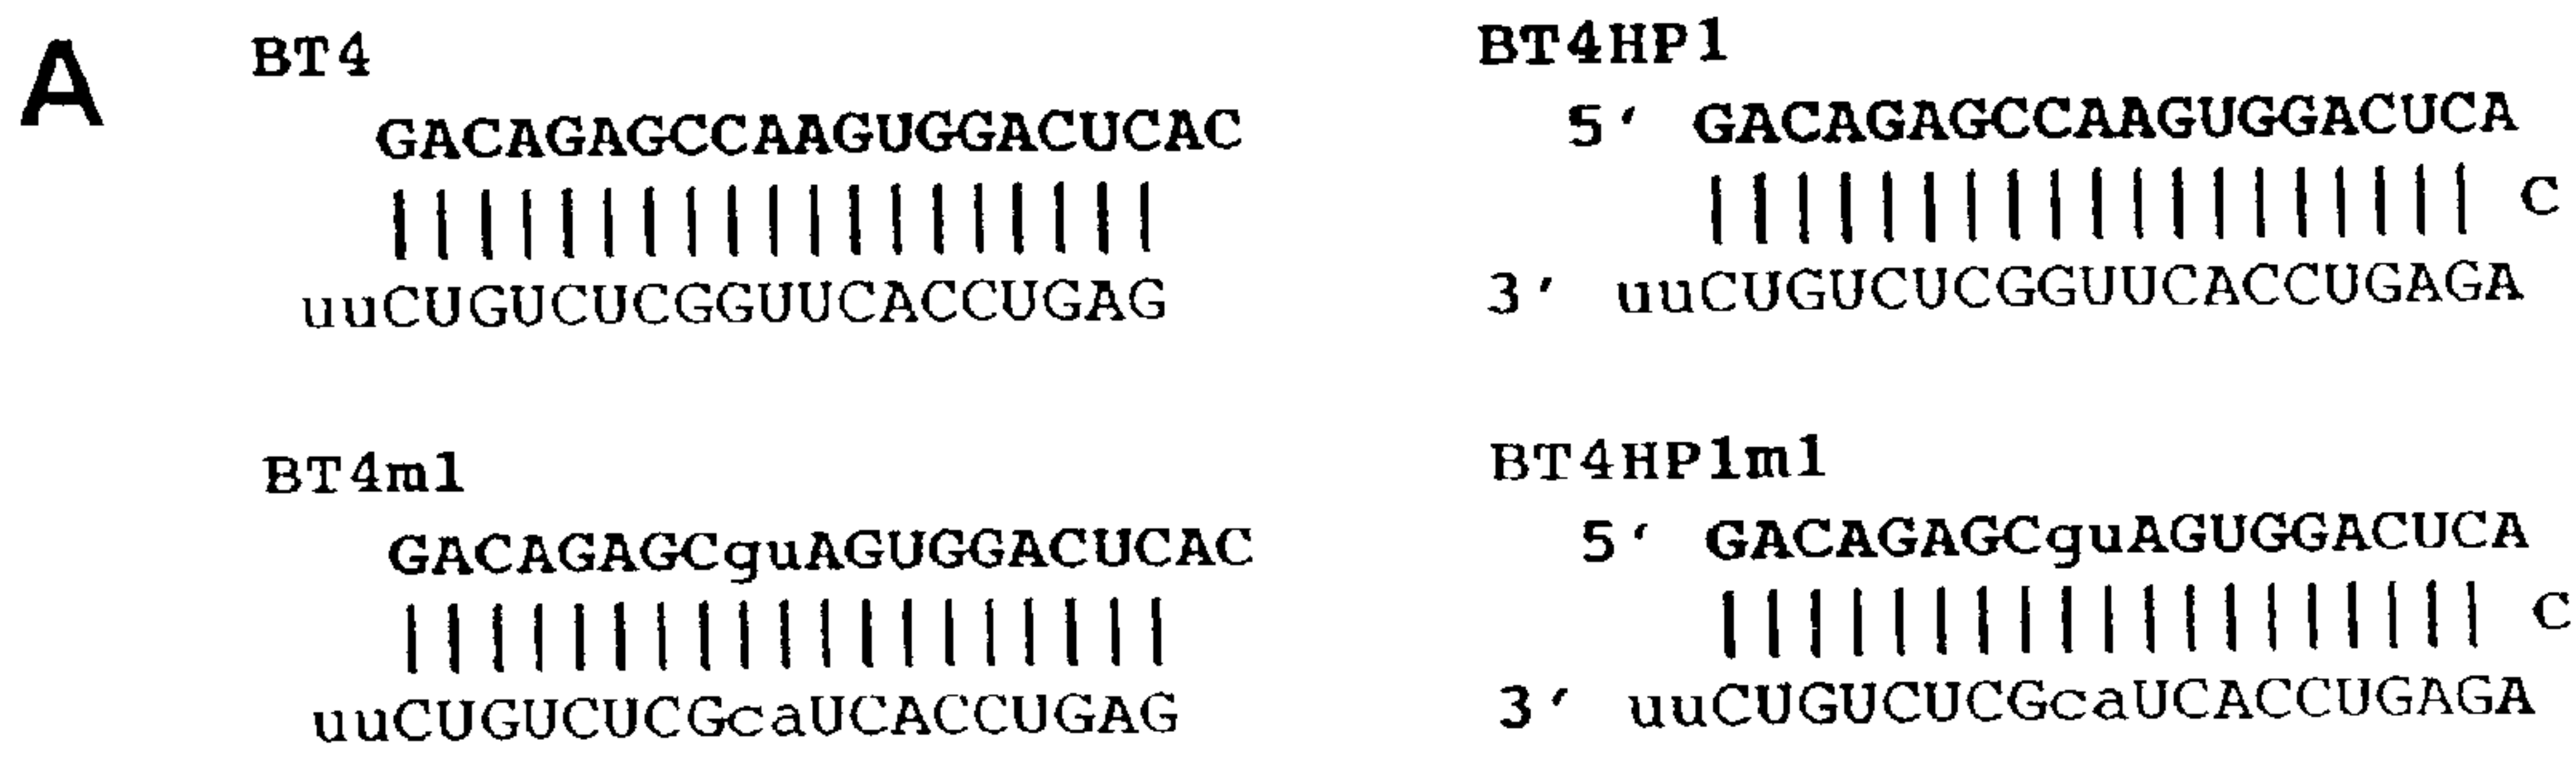 A
BT4
GACAGAGCCAAGUGGACUCAC
uuCUGUCUCGGUUCACCUGAG
BT4HP1
5′ GACAGAGCCAAGUGGACUCA
C
3′ uuCUGUCUCGGUUCACCUGAGA
BT4m1
GACAGAGCguAGUGGACUCAC
uuCUGUCUCGcaUCACCUGAG
BT4HP1m1
5′ GACAGAGCguAGUGGACUCA
C
3′ uuCUGUCUCGcaUCACCUGAGA